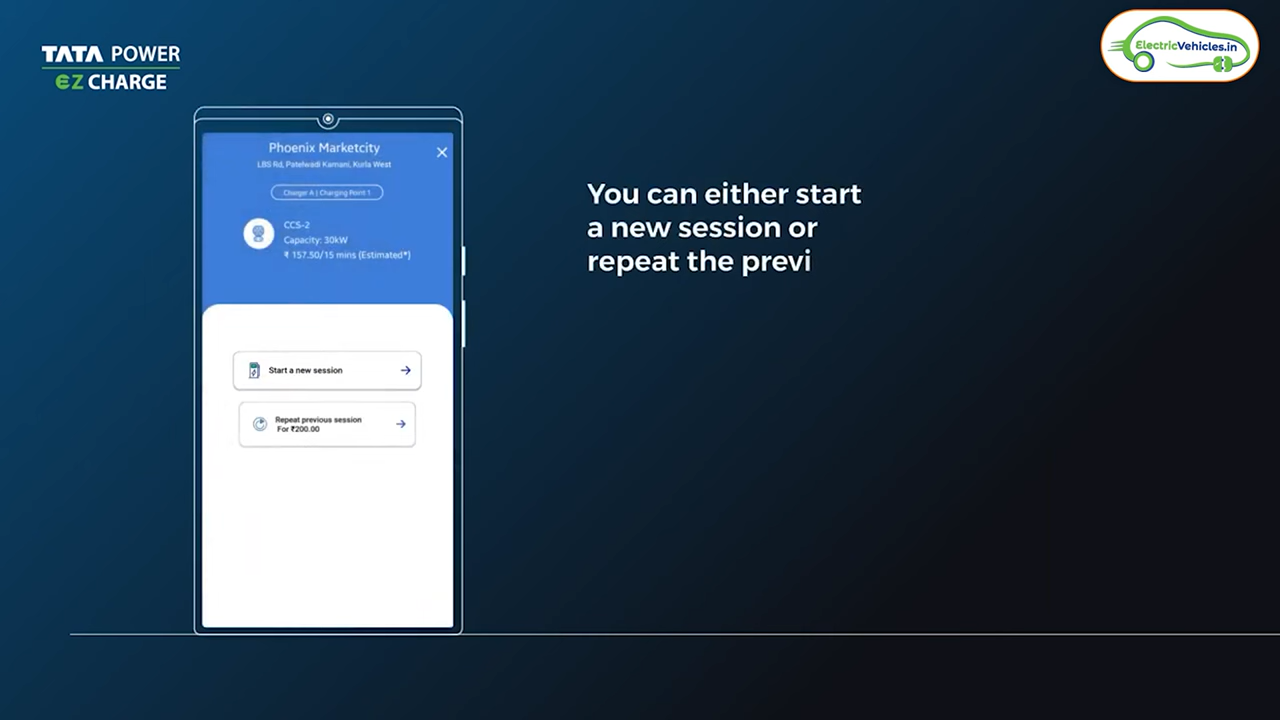 TATA POWER
EZ CHARGE
ElectricVehicles.in
Phoenix Marketcity
LBS Rd, Patelwadi Kamani, Kurla West
Charger A | Charging Point 1
CCS-2
Capacity: 30kW
₹ 157.50/15 mins (Estimated*)
Start a new session
Repeat previous session
For ₹200.00
You can either start
a new session or
repeat the previ